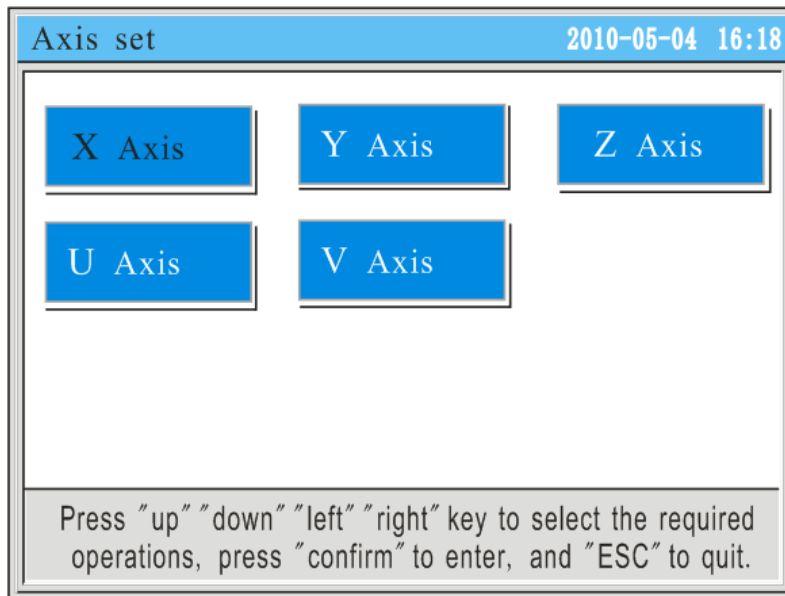 Axis set 2010-05-04 16:18
X Axis Y Axis Z Axis
U Axis V Axis
Press "up" "down" "left" "right" key to select the required
operations, press "confirm" to enter, and "ESC" to quit.